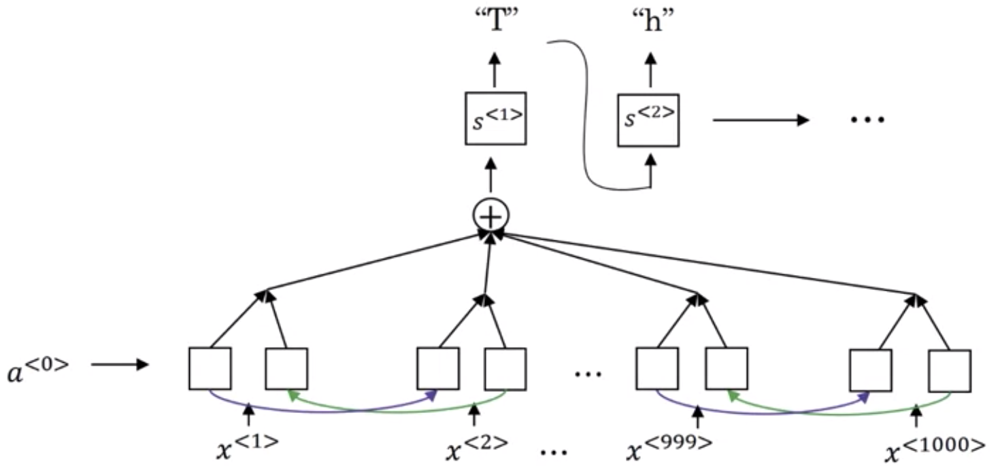 “T” “h”
s<1> s<2> ...
+
a<0> ...
x<1> x<2> ... x<999> x<1000>